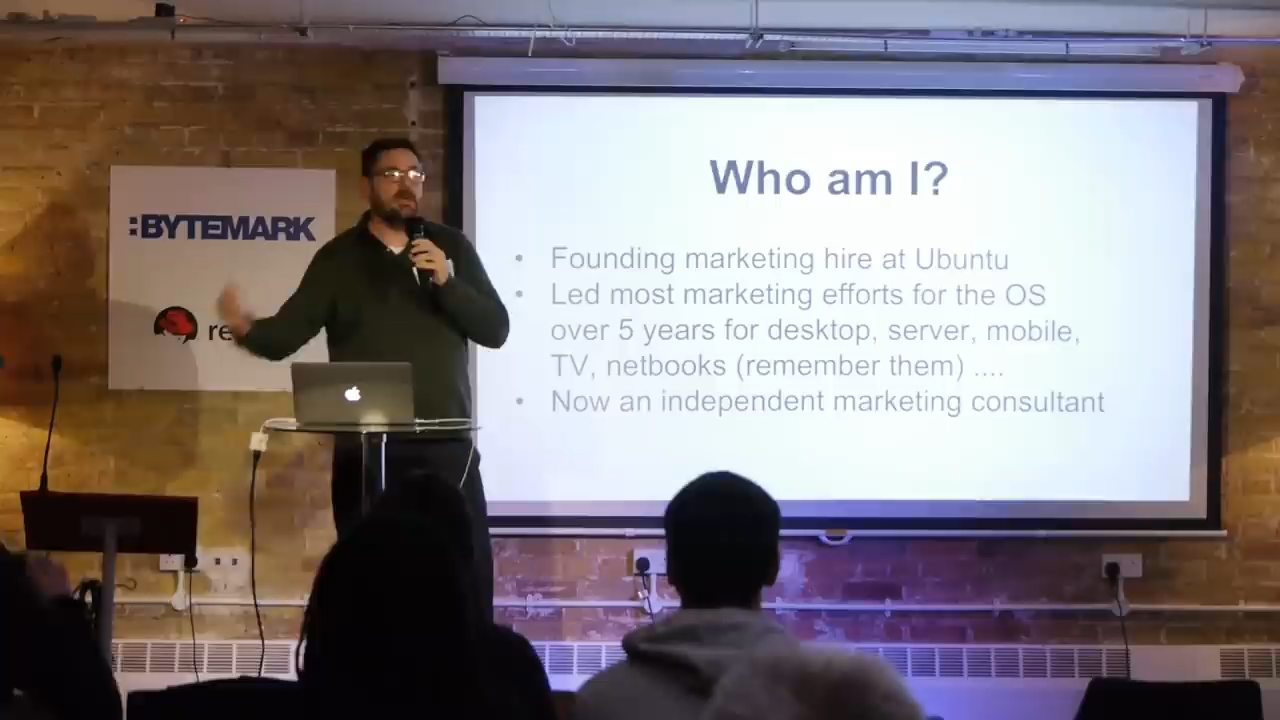 :BYTEMARK
re
Who am I?
• Founding marketing hire at Ubuntu
• Led most marketing efforts for the OS
over 5 years for desktop, server, mobile,
TV, netbooks (remember them) ....
• Now an independent marketing consultant